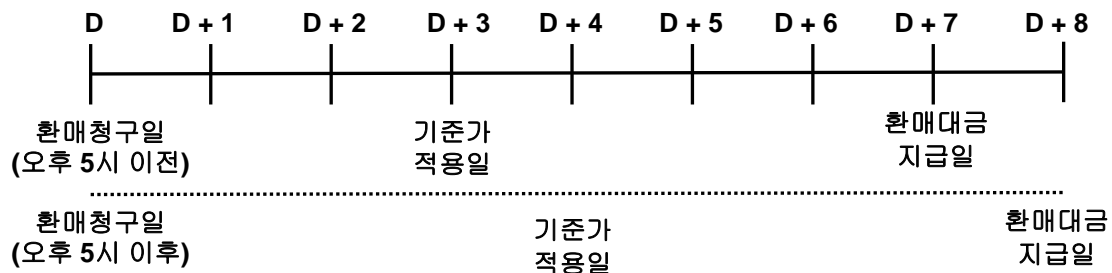 D D + 1 D + 2 D + 3 D + 4 D + 5 D + 6 D + 7 D + 8
환매청구일
(오후 5시 이전)
기준가
적용일
환매대금
지급일
환매청구일
(오후 5시 이후)
기준가
적용일
환매대금
지급일